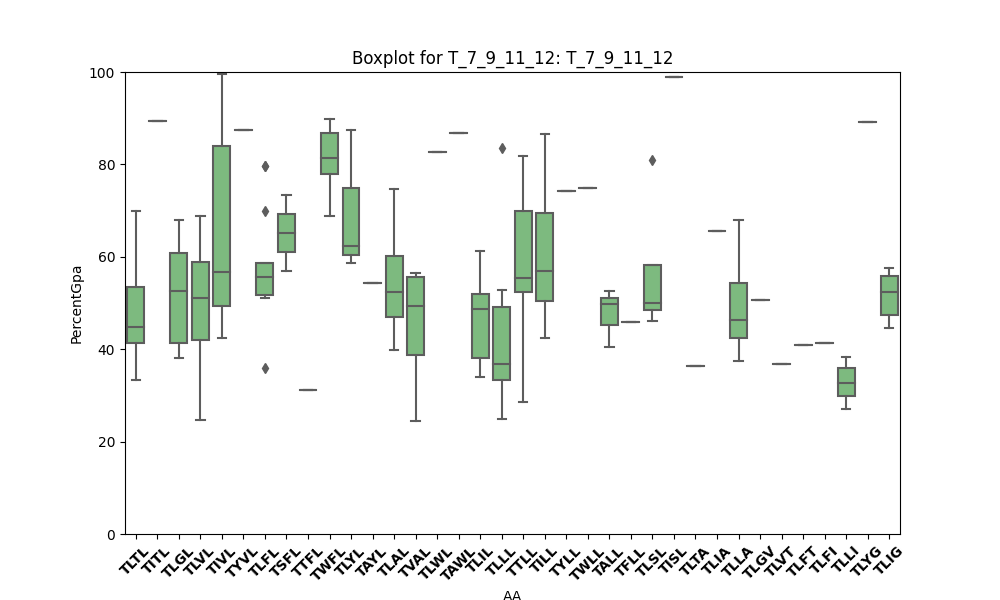 Boxplot for T_7_9_11_12: T_7_9_11_12
PercentGpa
100
80
60
40
20
0
TLTL
TITL
TLGL
TLVL
TIVL
TYVL
TLFL
TSFL
TTFL
TWFL
TLYL
TAYL
TLAL
TVAL
TLWL
TAWL
TLIL
TLLL
TTLL
TILL
TYLL
TWLL
TALL
TFLL
TLSL
TISL
TLTA
TLIA
TLLA
TLGV
TLVT
TLFT
TLFI
TLLI
TLYG
TLIG
AA